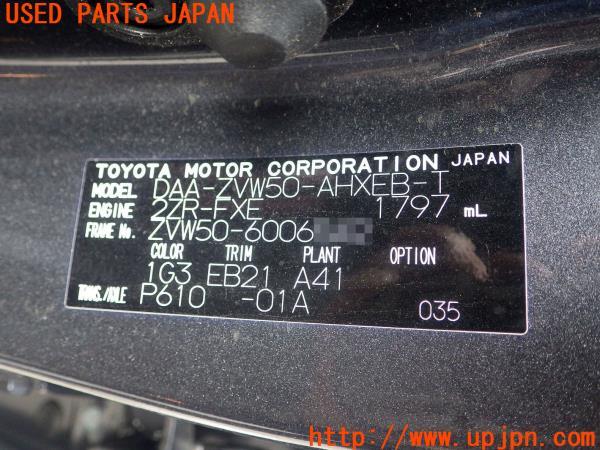 USED PARTS JAPAN
TOYOTA MOTOR CORPORATION JAPAN
MODEL DAA-ZVW50-AHXEB-T
ENGINE 2ZR-FXE 1797 mL
FRAME No. ZVW50-6006
COLOR TRIM PLANT OPTION
1G3 EB21 A41
TRANS./AXLE P610 -01A 035
UPJ http://www.upjpn.com/